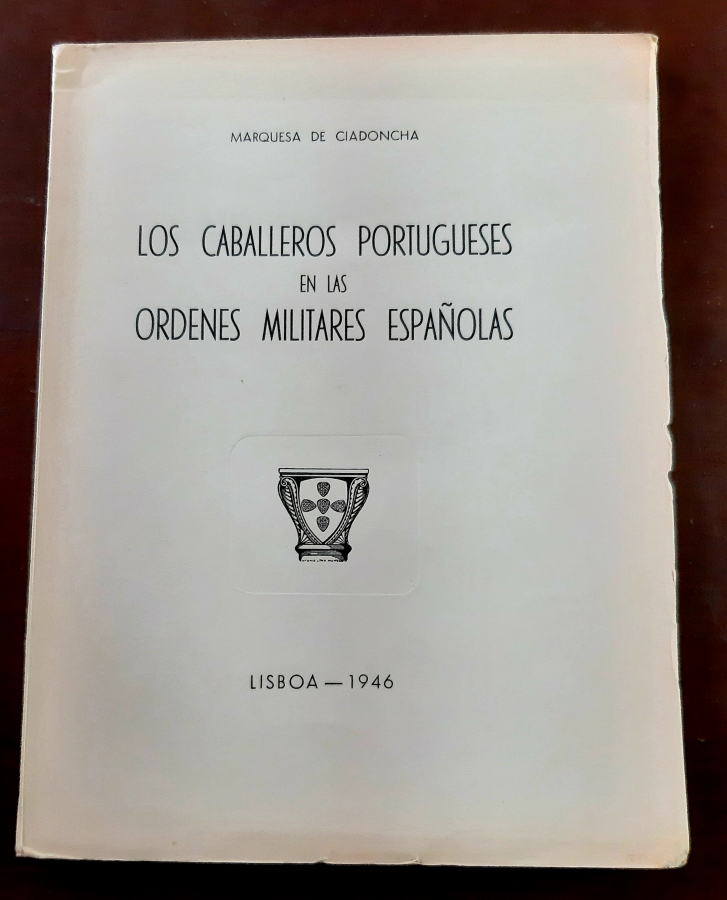 MARQUESA DE CIADONCHA
LOS CABALLEROS PORTUGUESES
EN LAS
ORDENES MILITARES ESPAÑOLAS
LISBOA — 1946